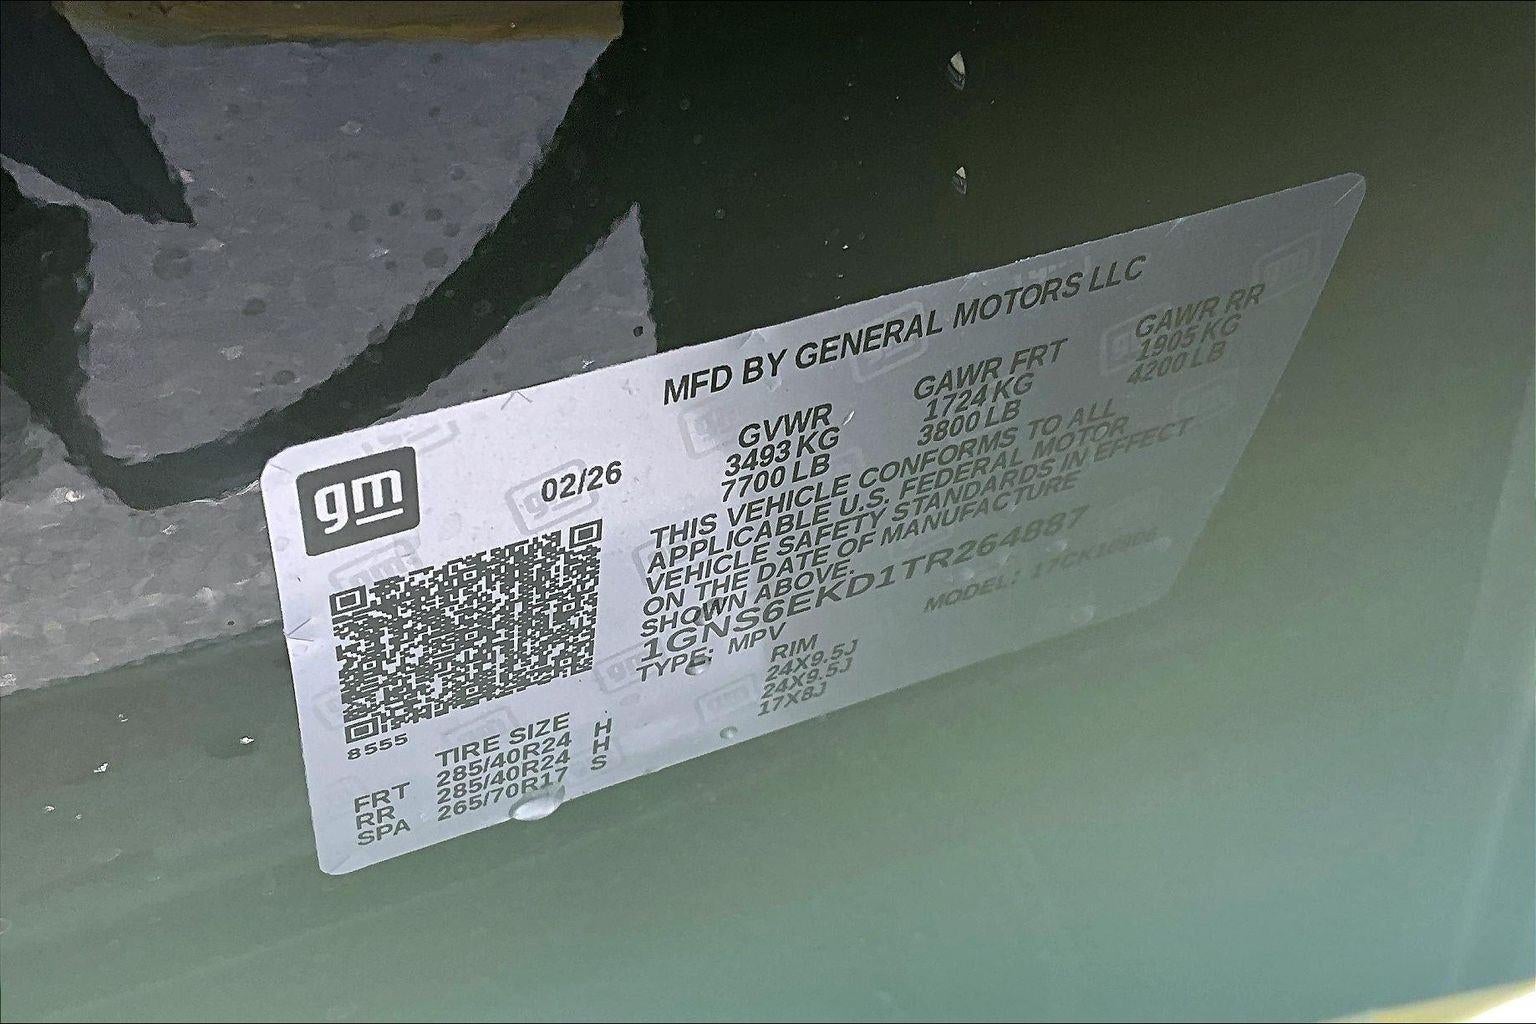 MFD BY GENERAL MOTORS LLC
gm
02/26
GVWR GAWR FRT GAWR RR
3493 KG 1724 KG 1905 KG
7700 LB 3800 LB 4200 LB
THIS VEHICLE CONFORMS TO ALL
APPLICABLE U.S. FEDERAL MOTOR
VEHICLE SAFETY STANDARDS IN EFFECT
ON THE DATE OF MANUFACTURE
SHOWN ABOVE.
1GNS6EKD1TR264887
TYPE: MPV MODEL:
8555
TIRE SIZE RIM
FRT 285/40R24 H 24X9.5J
RR 285/40R24 H 24X9.5J
SPA 265/70R17 S 17X8J